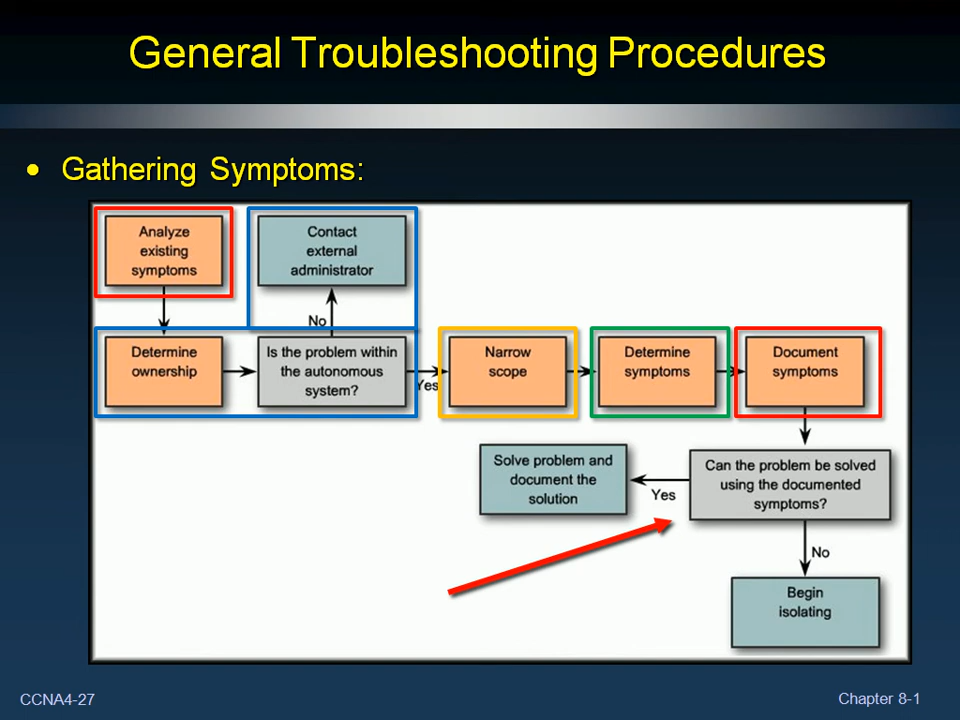 General Troubleshooting Procedures
• Gathering Symptoms:
Analyze
existing
symptoms
Contact
external
administrator
No
Determine
ownership
Is the problem within
the autonomous
system?
Yes
Narrow
scope
Determine
symptoms
Document
symptoms
Solve problem and
document the
solution
Yes
Can the problem be solved
using the documented
symptoms?
No
Begin
isolating
CCNA4-27
Chapter 8-1